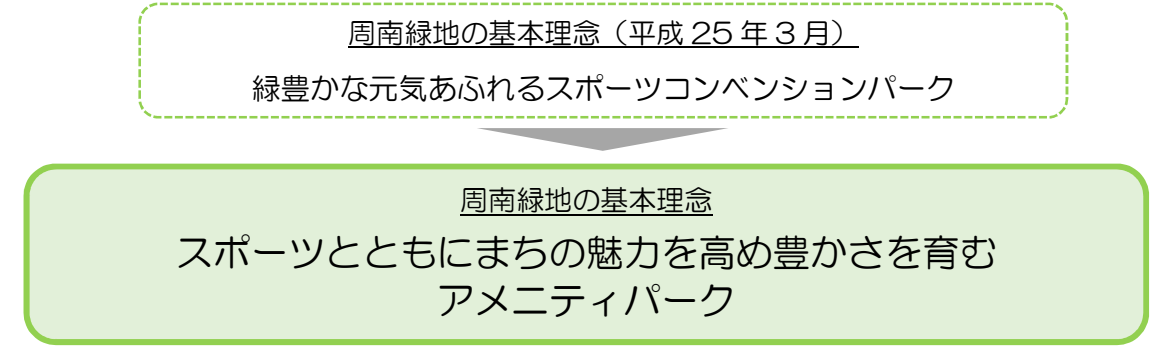 周南緑地の基本理念（平成 25 年 3 月）
緑豊かな元気あふれるスポーツコンベンションパーク
周南緑地の基本理念
スポーツとともにまちの魅力を高め豊かさを育む
アメニティパーク